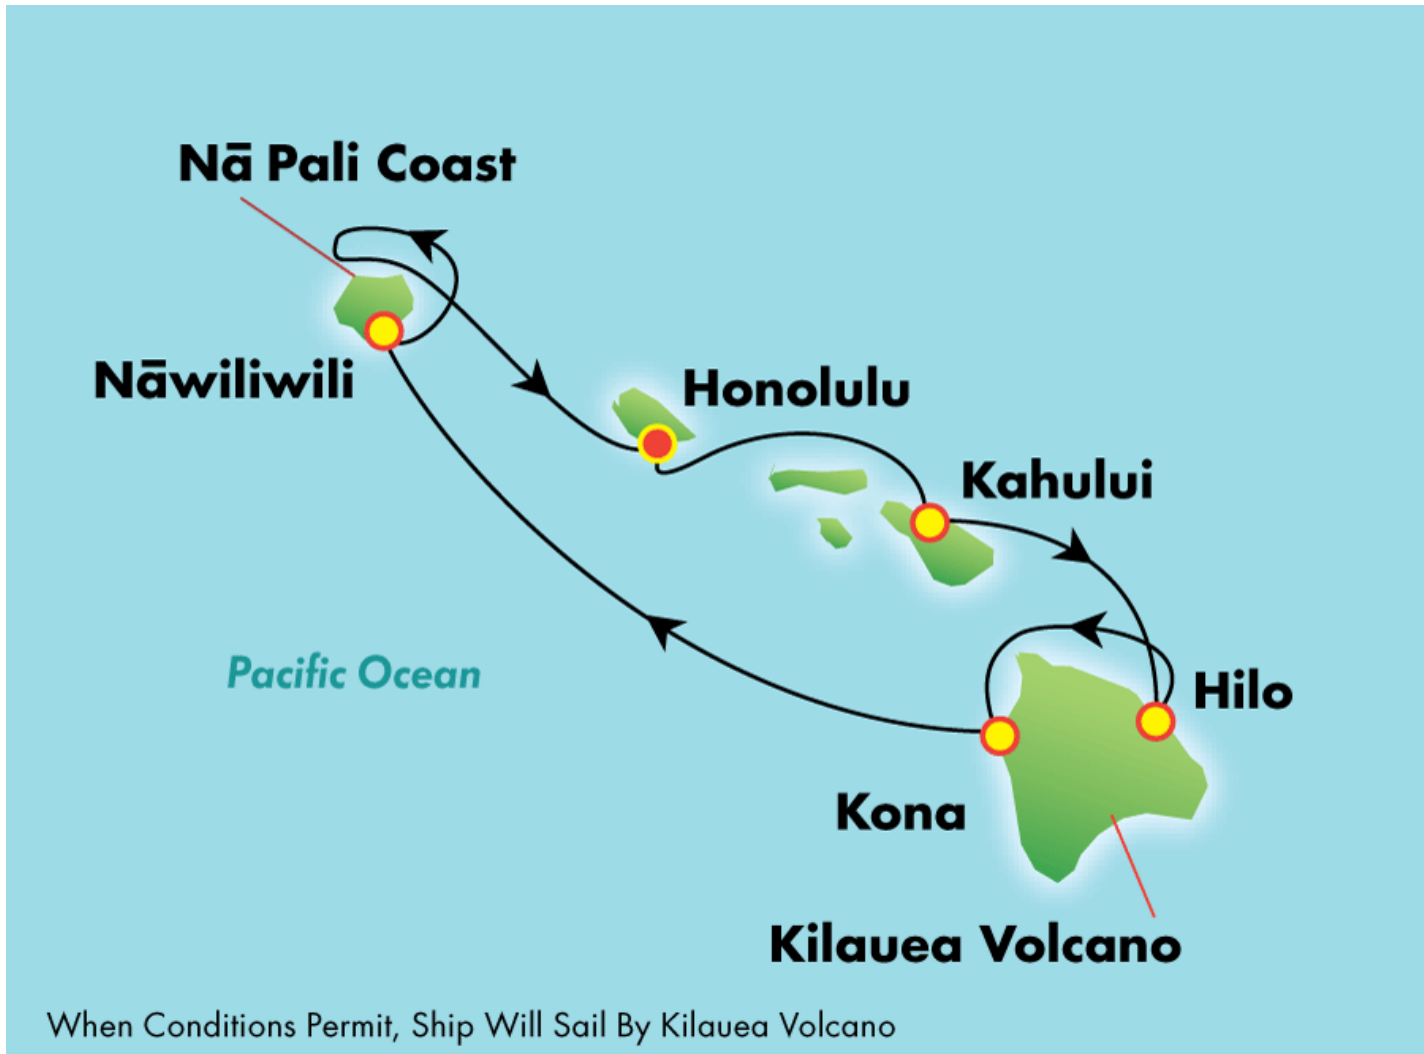 Nā Pali Coast
Nāwiliwili
Honolulu
Kahului
Pacific Ocean
Hilo
Kona
Kilauea Volcano
When Conditions Permit, Ship Will Sail By Kilauea Volcano